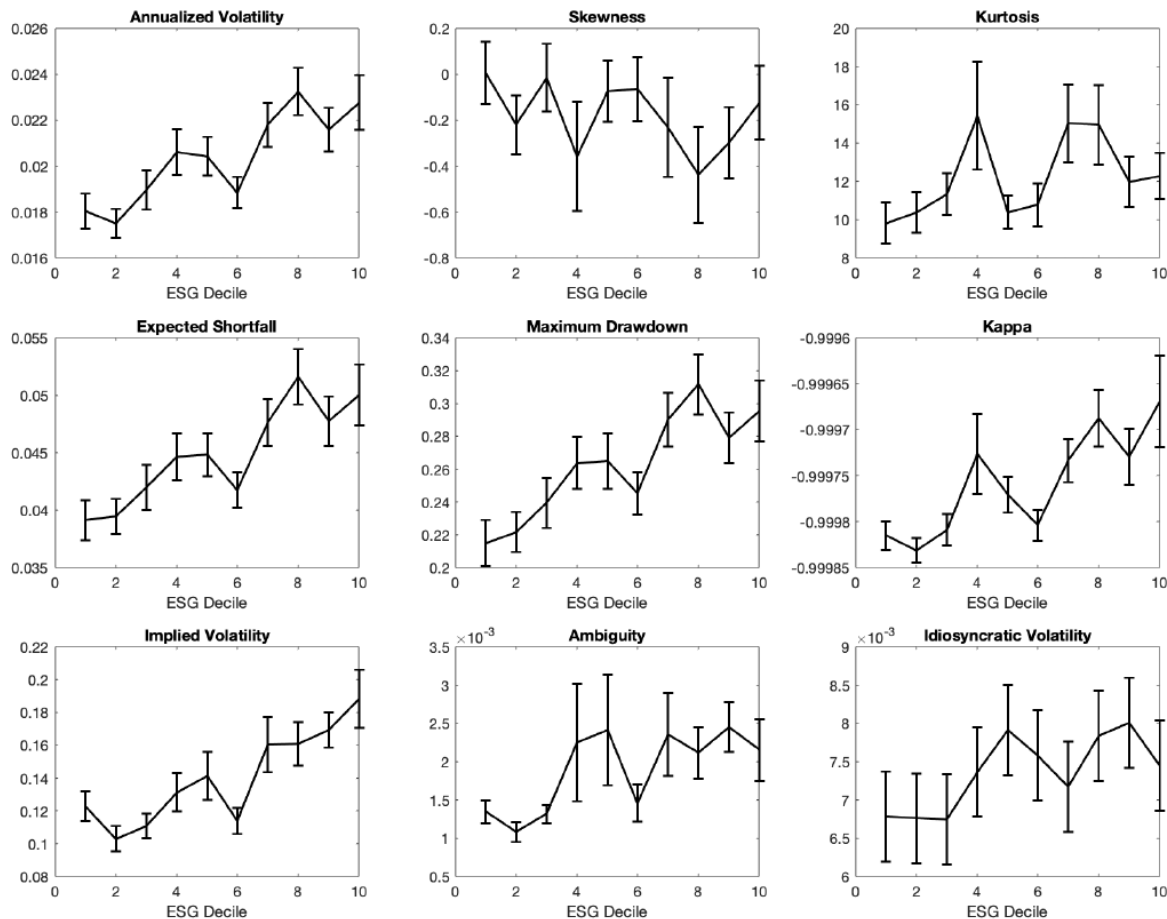 Annualized Volatility
0.026
0.024
0.022
0.02
0.018
0.016
0 2 4 6 8 10
ESG Decile
Skewness
0.2
0
-0.2
-0.4
-0.6
-0.8
0 2 4 6 8 10
ESG Decile
Kurtosis
20
18
16
14
12
10
8
0 2 4 6 8 10
ESG Decile
Expected Shortfall
0.055
0.05
0.045
0.04
0.035
0 2 4 6 8 10
ESG Decile
Maximum Drawdown
0.34
0.32
0.3
0.28
0.26
0.24
0.22
0.2
0 2 4 6 8 10
ESG Decile
Kappa
-0.9996
-0.99965
-0.9997
-0.99975
-0.9998
-0.99985
0 2 4 6 8 10
ESG Decile
Implied Volatility
0.22
0.2
0.18
0.16
0.14
0.12
0.1
0.08
0 2 4 6 8 10
ESG Decile
Ambiguity
×10⁻³
3.5
3
2.5
2
1.5
1
0.5
0 2 4 6 8 10
ESG Decile
Idiosyncratic Volatility
×10⁻³
9
8.5
8
7.5
7
6.5
6
0 2 4 6 8 10
ESG Decile